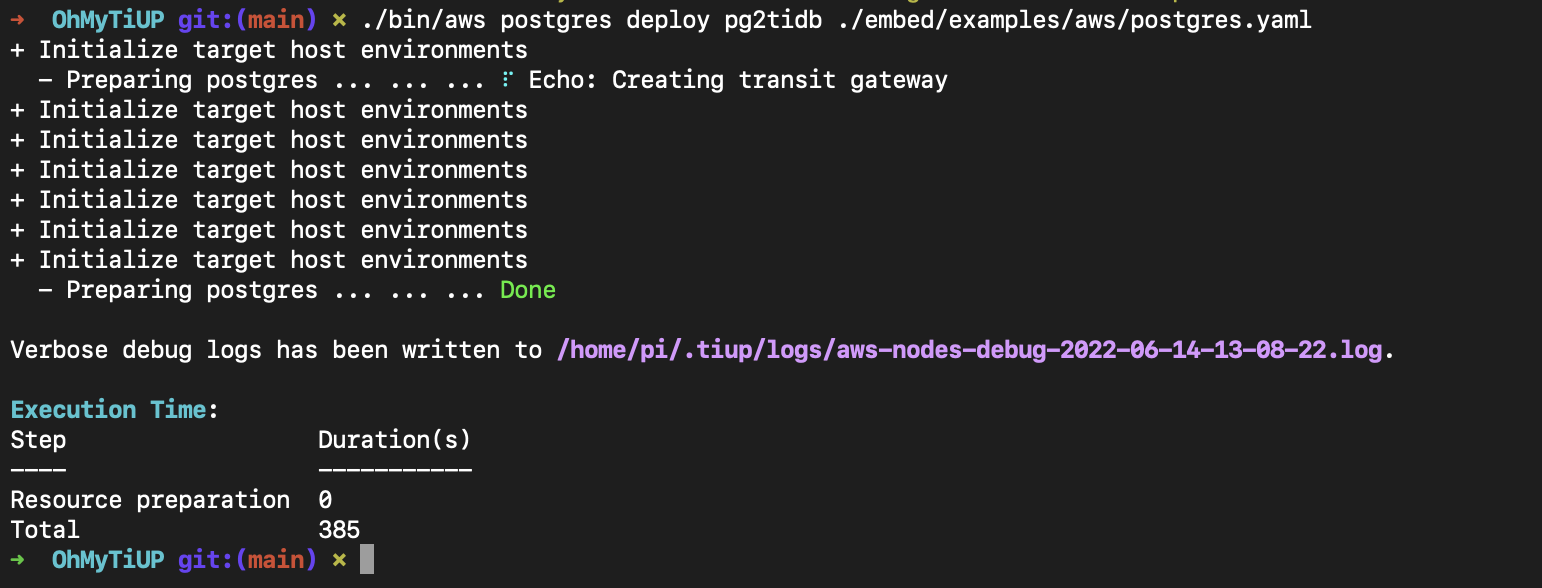 → OhMyTiUP git:(main) × ./bin/aws postgres deploy pg2tidb ./embed/examples/aws/postgres.yaml
+ Initialize target host environments
  – Preparing postgres ... ... ... ⠏ Echo: Creating transit gateway
+ Initialize target host environments
+ Initialize target host environments
+ Initialize target host environments
+ Initialize target host environments
+ Initialize target host environments
+ Initialize target host environments
  – Preparing postgres ... ... ... Done
Verbose debug logs has been written to /home/pi/.tiup/logs/aws-nodes-debug-2022-06-14-13-08-22.log.
Execution Time:
Step                  Duration(s)
----                  -----------
Resource preparation  0
Total                 385
→ OhMyTiUP git:(main) ×